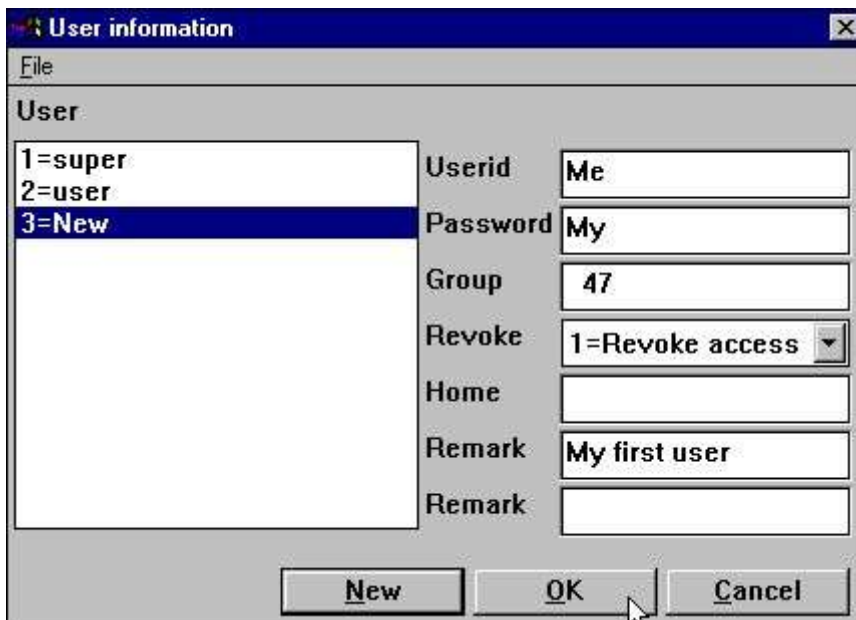 User information
File
User
1=super
2=user
3=New
Userid Me
Password My
Group 47
Revoke 1=Revoke access
Home
Remark My first user
Remark
New OK Cancel